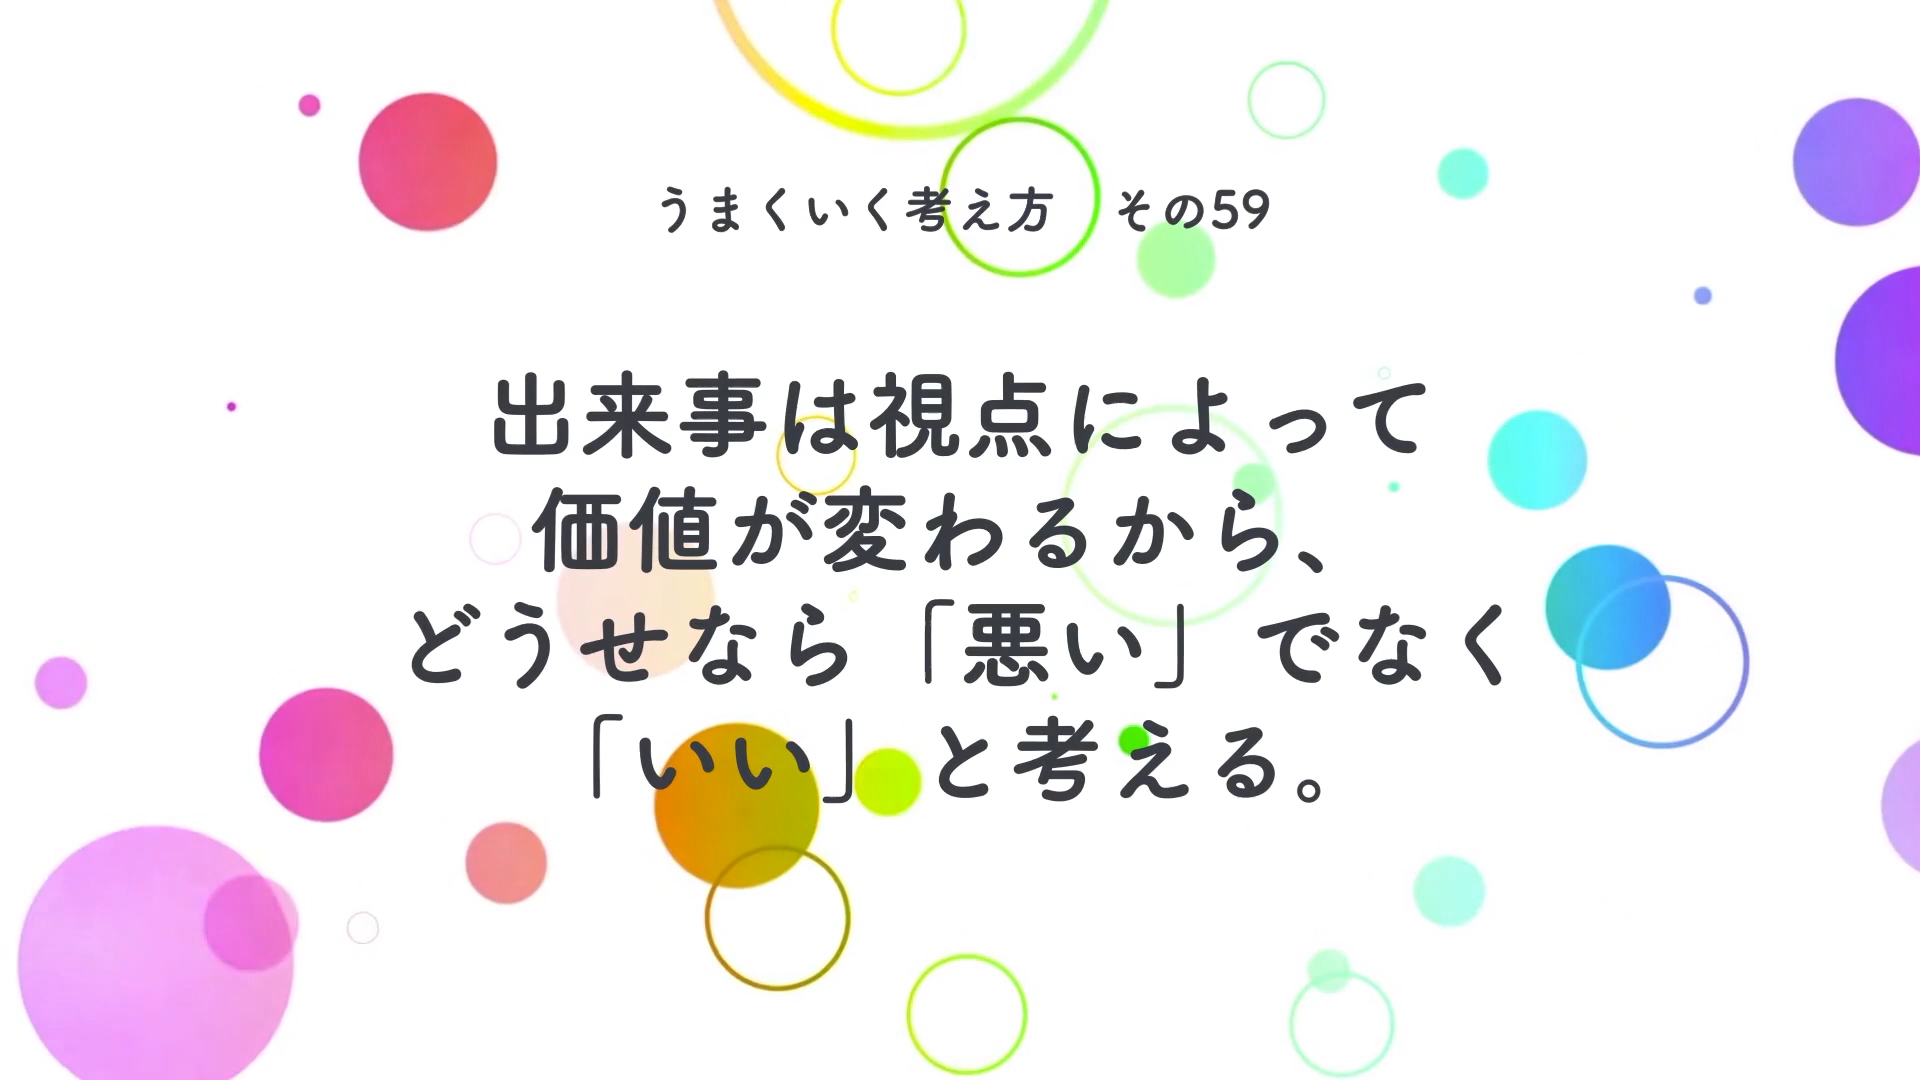 うまくいく考え方　その59
出来事は視点によって
価値が変わるから、
どうせなら「悪い」でなく
「いい」と考える。